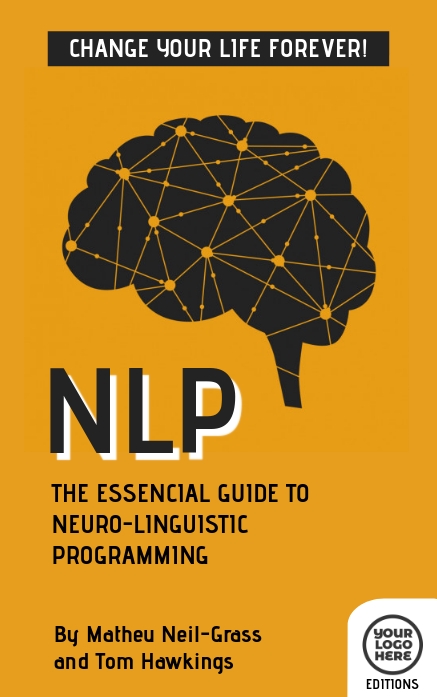 CHANGE YOUR LIFE FOREVER!
NLP
THE ESSENCIAL GUIDE TO
NEURO-LINGUISTIC
PROGRAMMING
By Matheu Neil-Grass
and Tom Hawkings
YOUR
LOGO
HERE
EDITIONS